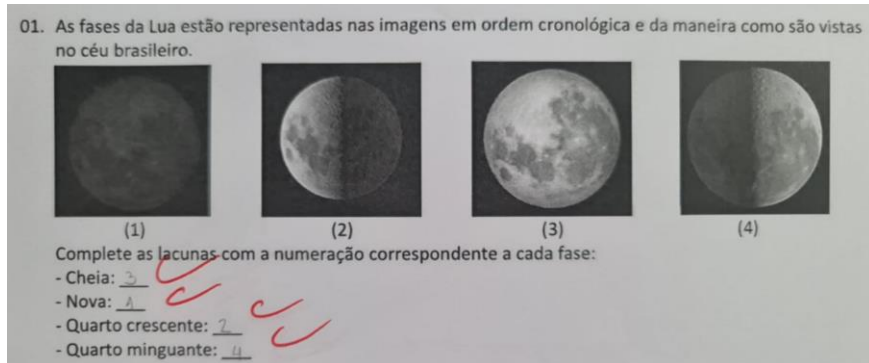 01. As fases da Lua estão representadas nas imagens em ordem cronológica e da maneira como são vistas
no céu brasileiro.
(1) (2) (3) (4)
Complete as lacunas com a numeração correspondente a cada fase:
- Cheia: 3
- Nova: 1
- Quarto crescente: 2
- Quarto minguante: 4